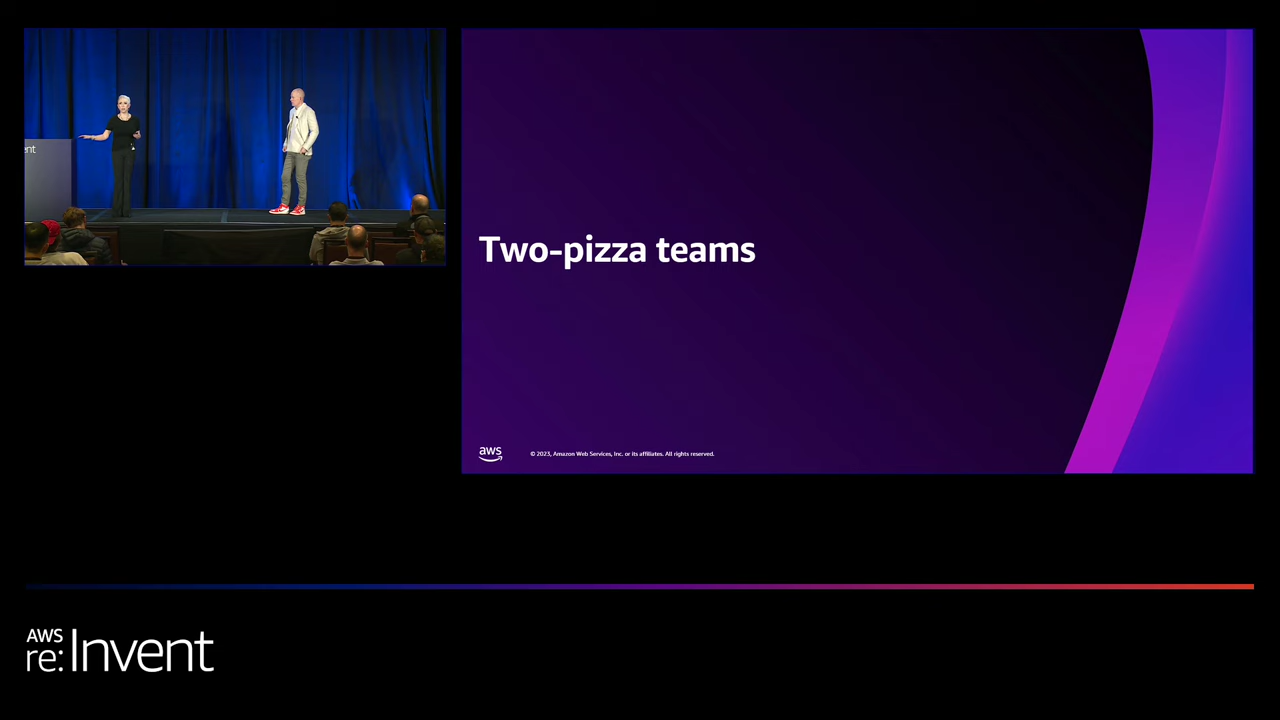 ent
Two-pizza teams
aws
© 2023, Amazon Web Services, Inc. or its affiliates. All rights reserved.
AWS
re:Invent